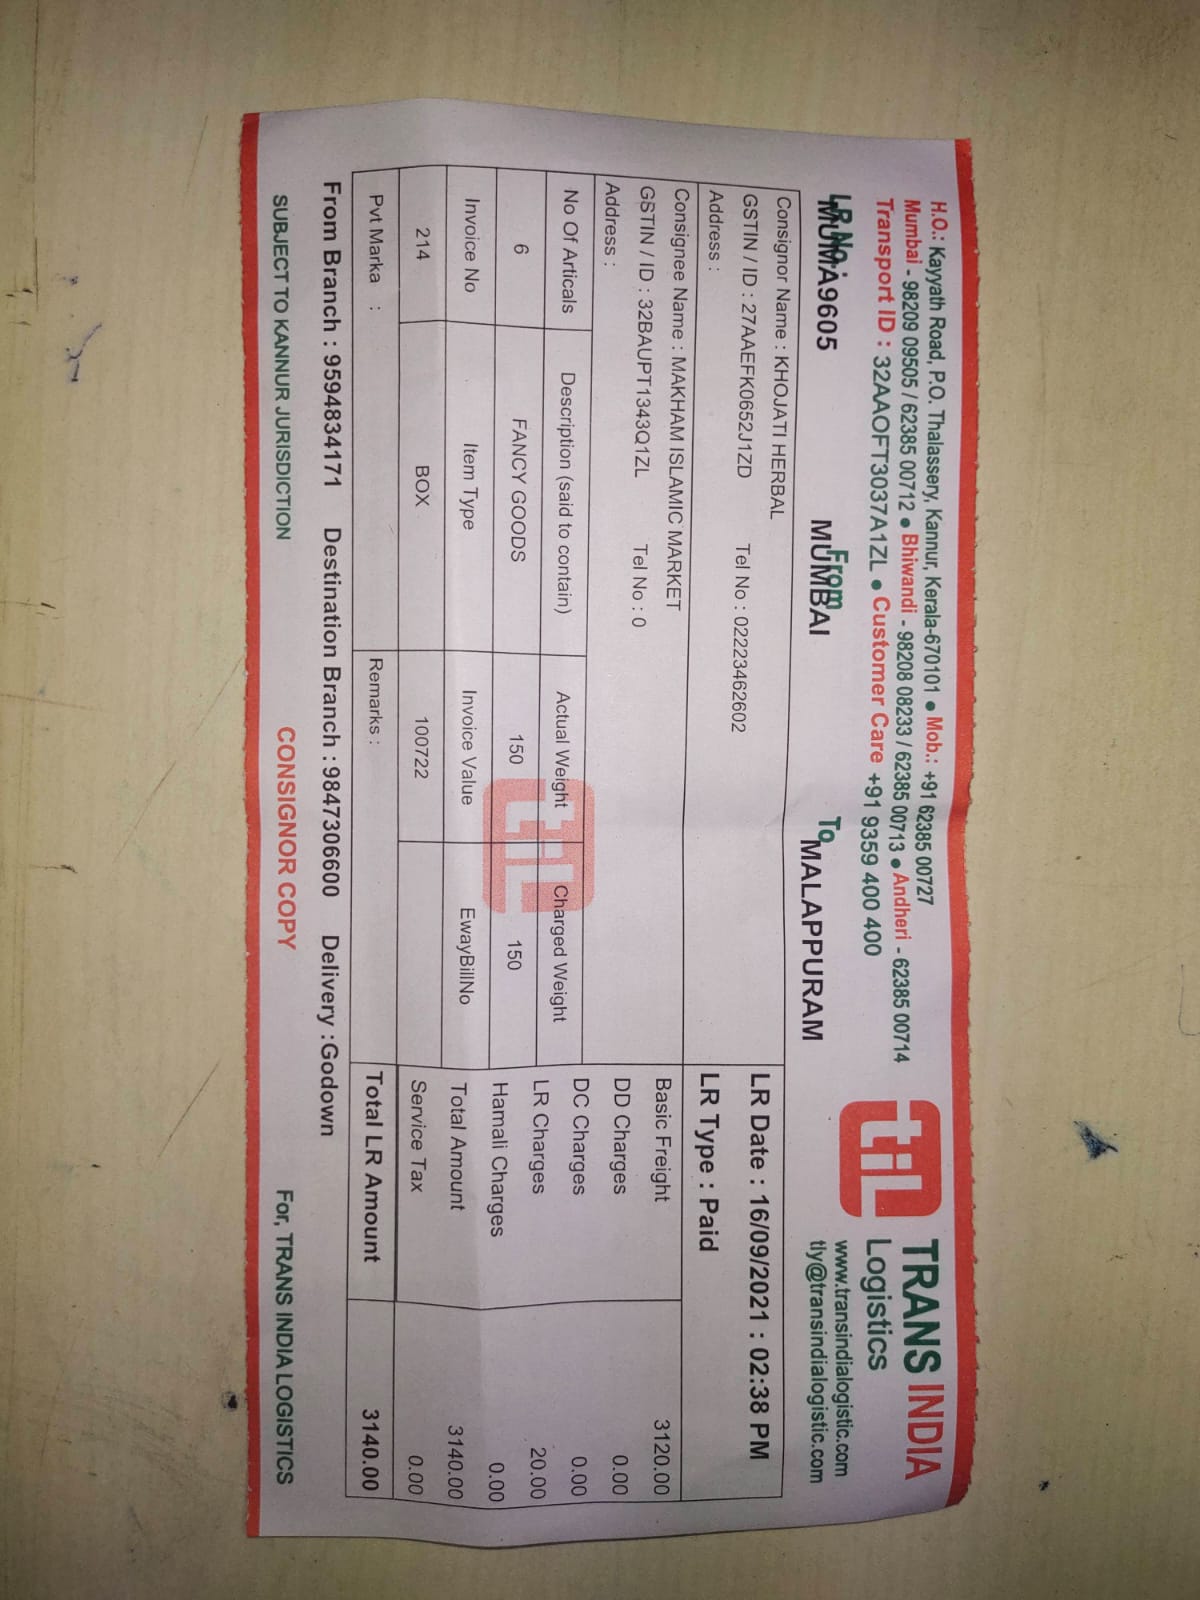 H.O.: Kayyath Road, P.O. Thalassery, Kannur, Kerala-670101 ● Mob.: +91 62385 00727
Mumbai - 98209 09505 / 62385 00712 ● Bhiwandi - 98208 08233 / 62385 00713 ● Andheri - 62385 00714
Transport ID : 32AAOFT3037A1ZL ● Customer Care +91 9359 400 400
tiL TRANS INDIA
Logistics
www.transindialogistic.com
tly@transindialogistic.com
LR No. : From To
MUMA9605 MUMBAI MALAPPURAM
Consignor Name : KHOJATI HERBAL
GSTIN / ID : 27AAEFK0652J1ZD Tel No : 02223462602
Address :
LR Date : 16/09/2021 : 02:38 PM
LR Type : Paid
Consignee Name : MAKHAM ISLAMIC MARKET
GSTIN / ID : 32BAUPT1343Q1ZL Tel No : 0
Address :
No Of Articals Description (said to contain) Actual Weight Charged Weight
6 FANCY GOODS 150 150
Invoice No Item Type Invoice Value EwayBillNo
214 BOX 100722
Pvt Marka : Remarks :
Basic Freight 3120.00
DD Charges 0.00
DC Charges 0.00
LR Charges 20.00
Hamali Charges 0.00
Total Amount 3140.00
Service Tax 0.00
Total LR Amount 3140.00
tiL
From Branch : 9594834171 Destination Branch : 9847306600 Delivery :Godown
SUBJECT TO KANNUR JURISDICTION CONSIGNOR COPY For, TRANS INDIA LOGISTICS